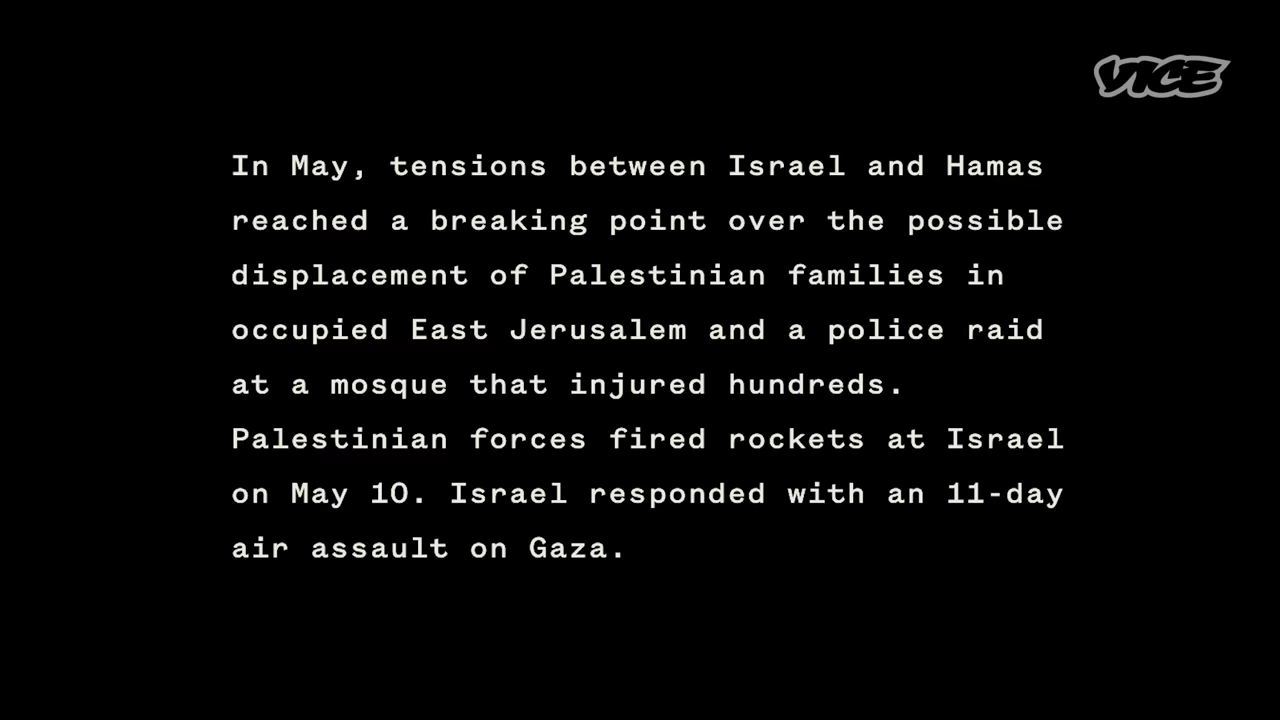 VICE
In May, tensions between Israel and Hamas
reached a breaking point over the possible
displacement of Palestinian families in
occupied East Jerusalem and a police raid
at a mosque that injured hundreds.
Palestinian forces fired rockets at Israel
on May 10. Israel responded with an 11-day
air assault on Gaza.